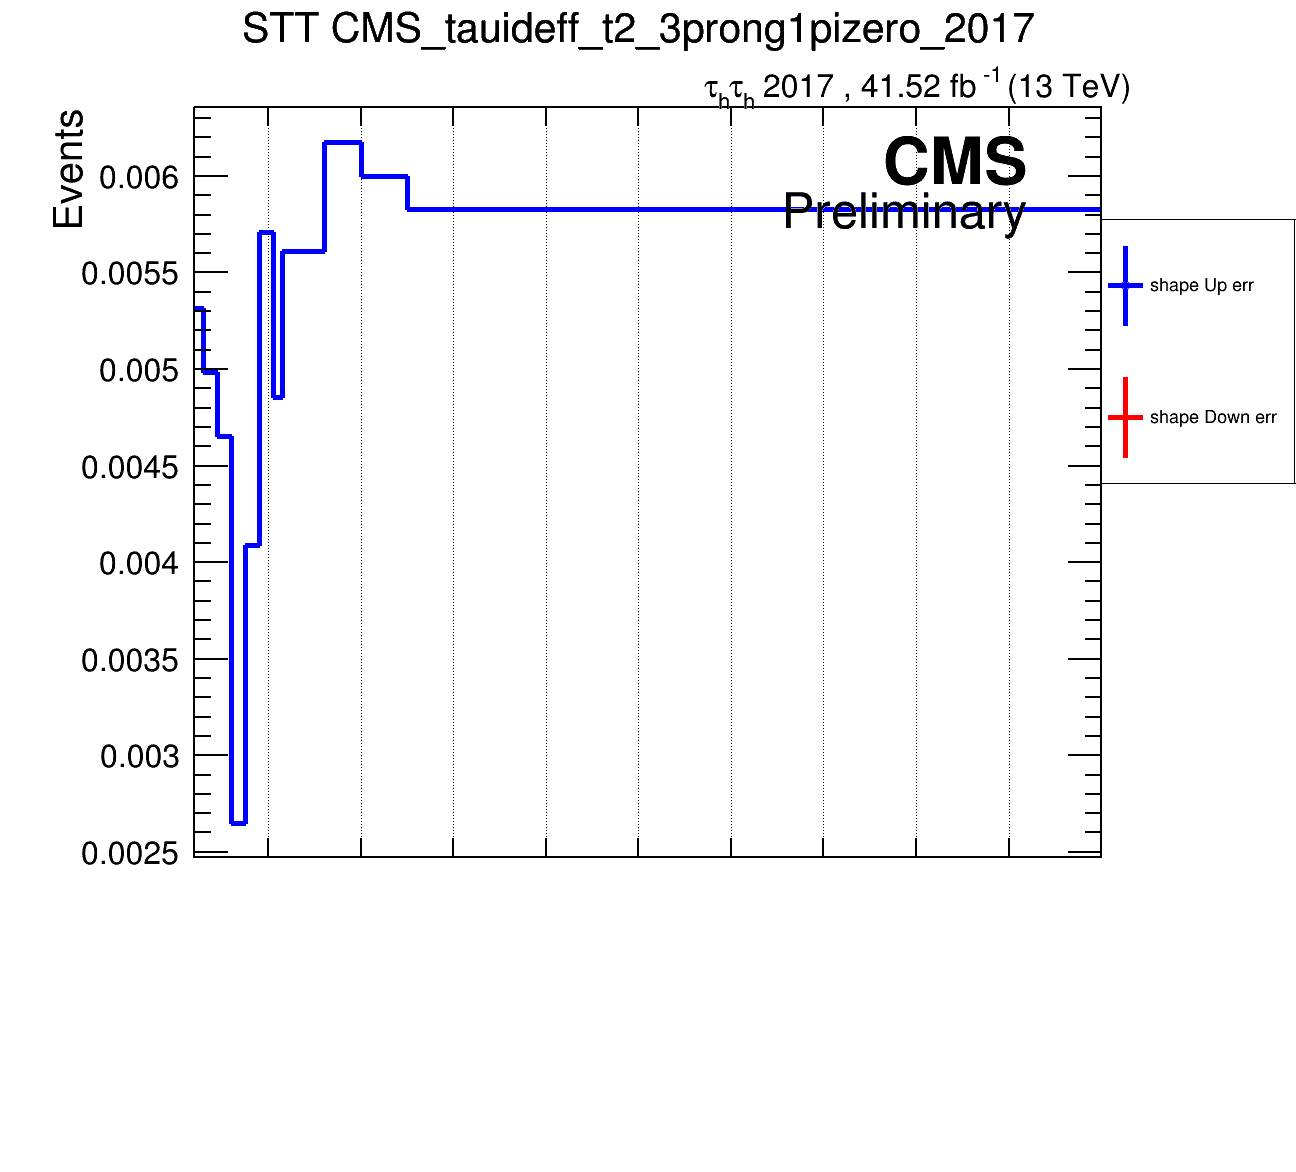 STT CMS_tauideff_t2_3prong1pizero_2017
τhτh 2017 , 41.52 fb -1 (13 TeV)
Events
CMS
Preliminary
0.006
0.0055
0.005
0.0045
0.004
0.0035
0.003
0.0025
shape Up err
shape Down err